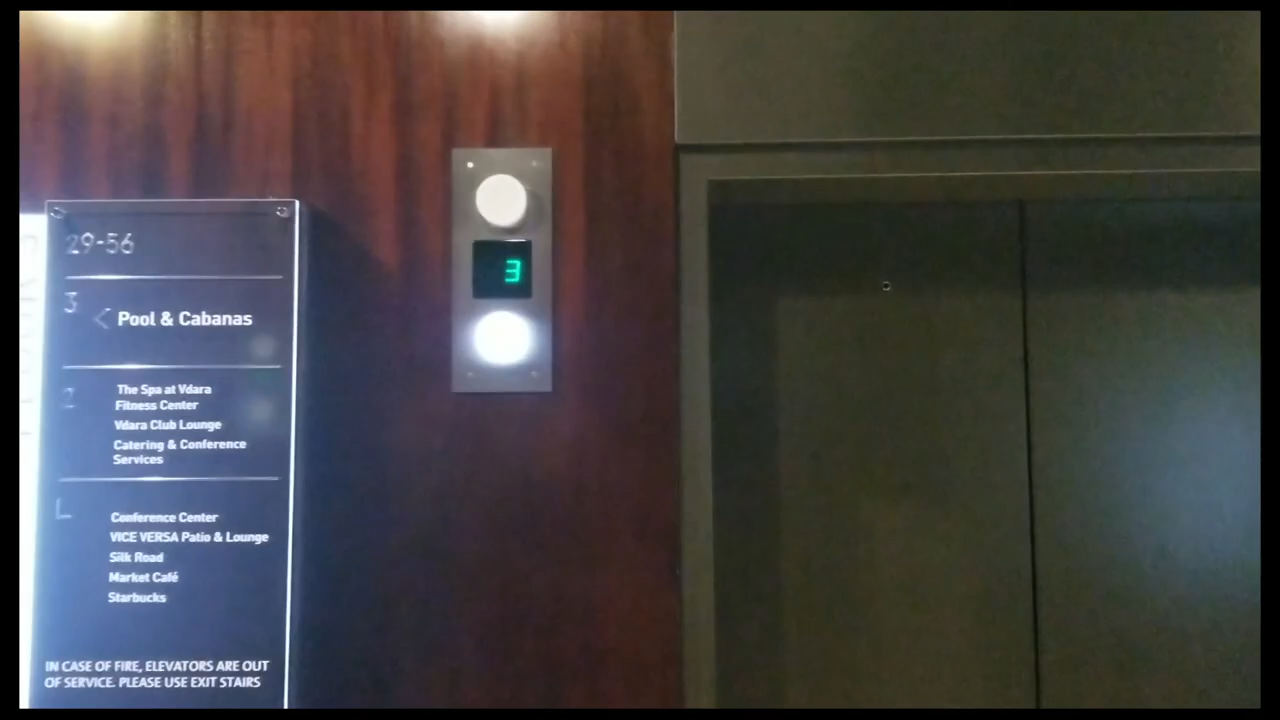 29-56
3
< Pool & Cabanas
2
The Spa at Vdara
Fitness Center
Vdara Club Lounge
Catering & Conference
Services
L
Conference Center
VICE VERSA Patio & Lounge
Silk Road
Market Café
Starbucks
IN CASE OF FIRE, ELEVATORS ARE OUT
OF SERVICE. PLEASE USE EXIT STAIRS
3